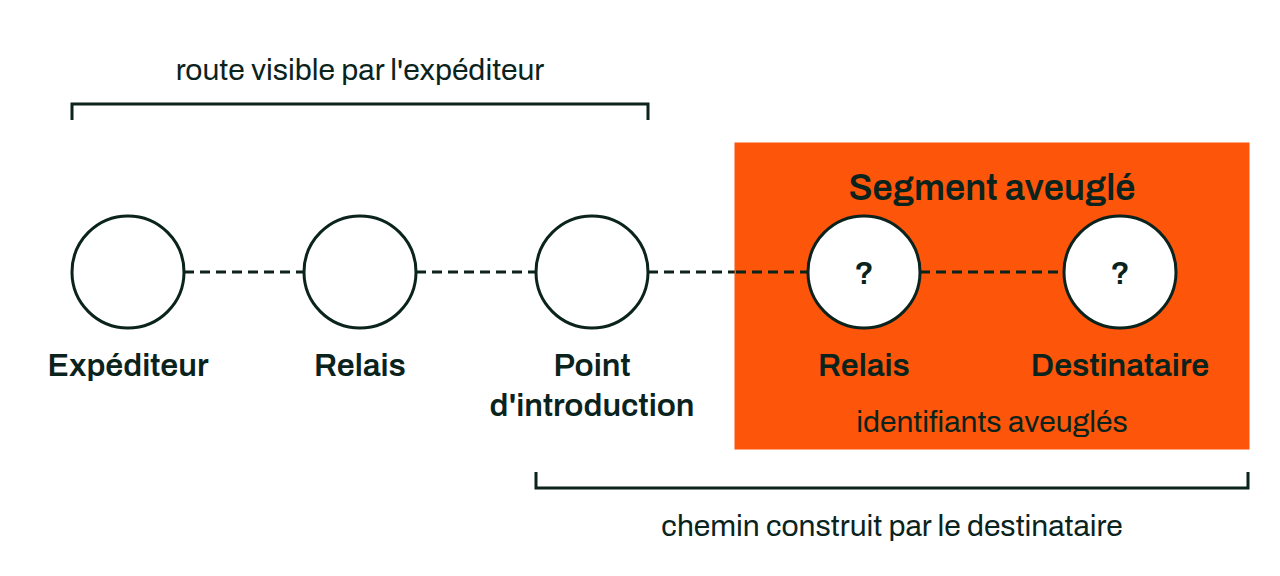 route visible par l'expéditeur
Segment aveuglé
?
?
Expéditeur
Relais
Point
d'introduction
Relais
Destinataire
identifiants aveuglés
chemin construit par le destinataire